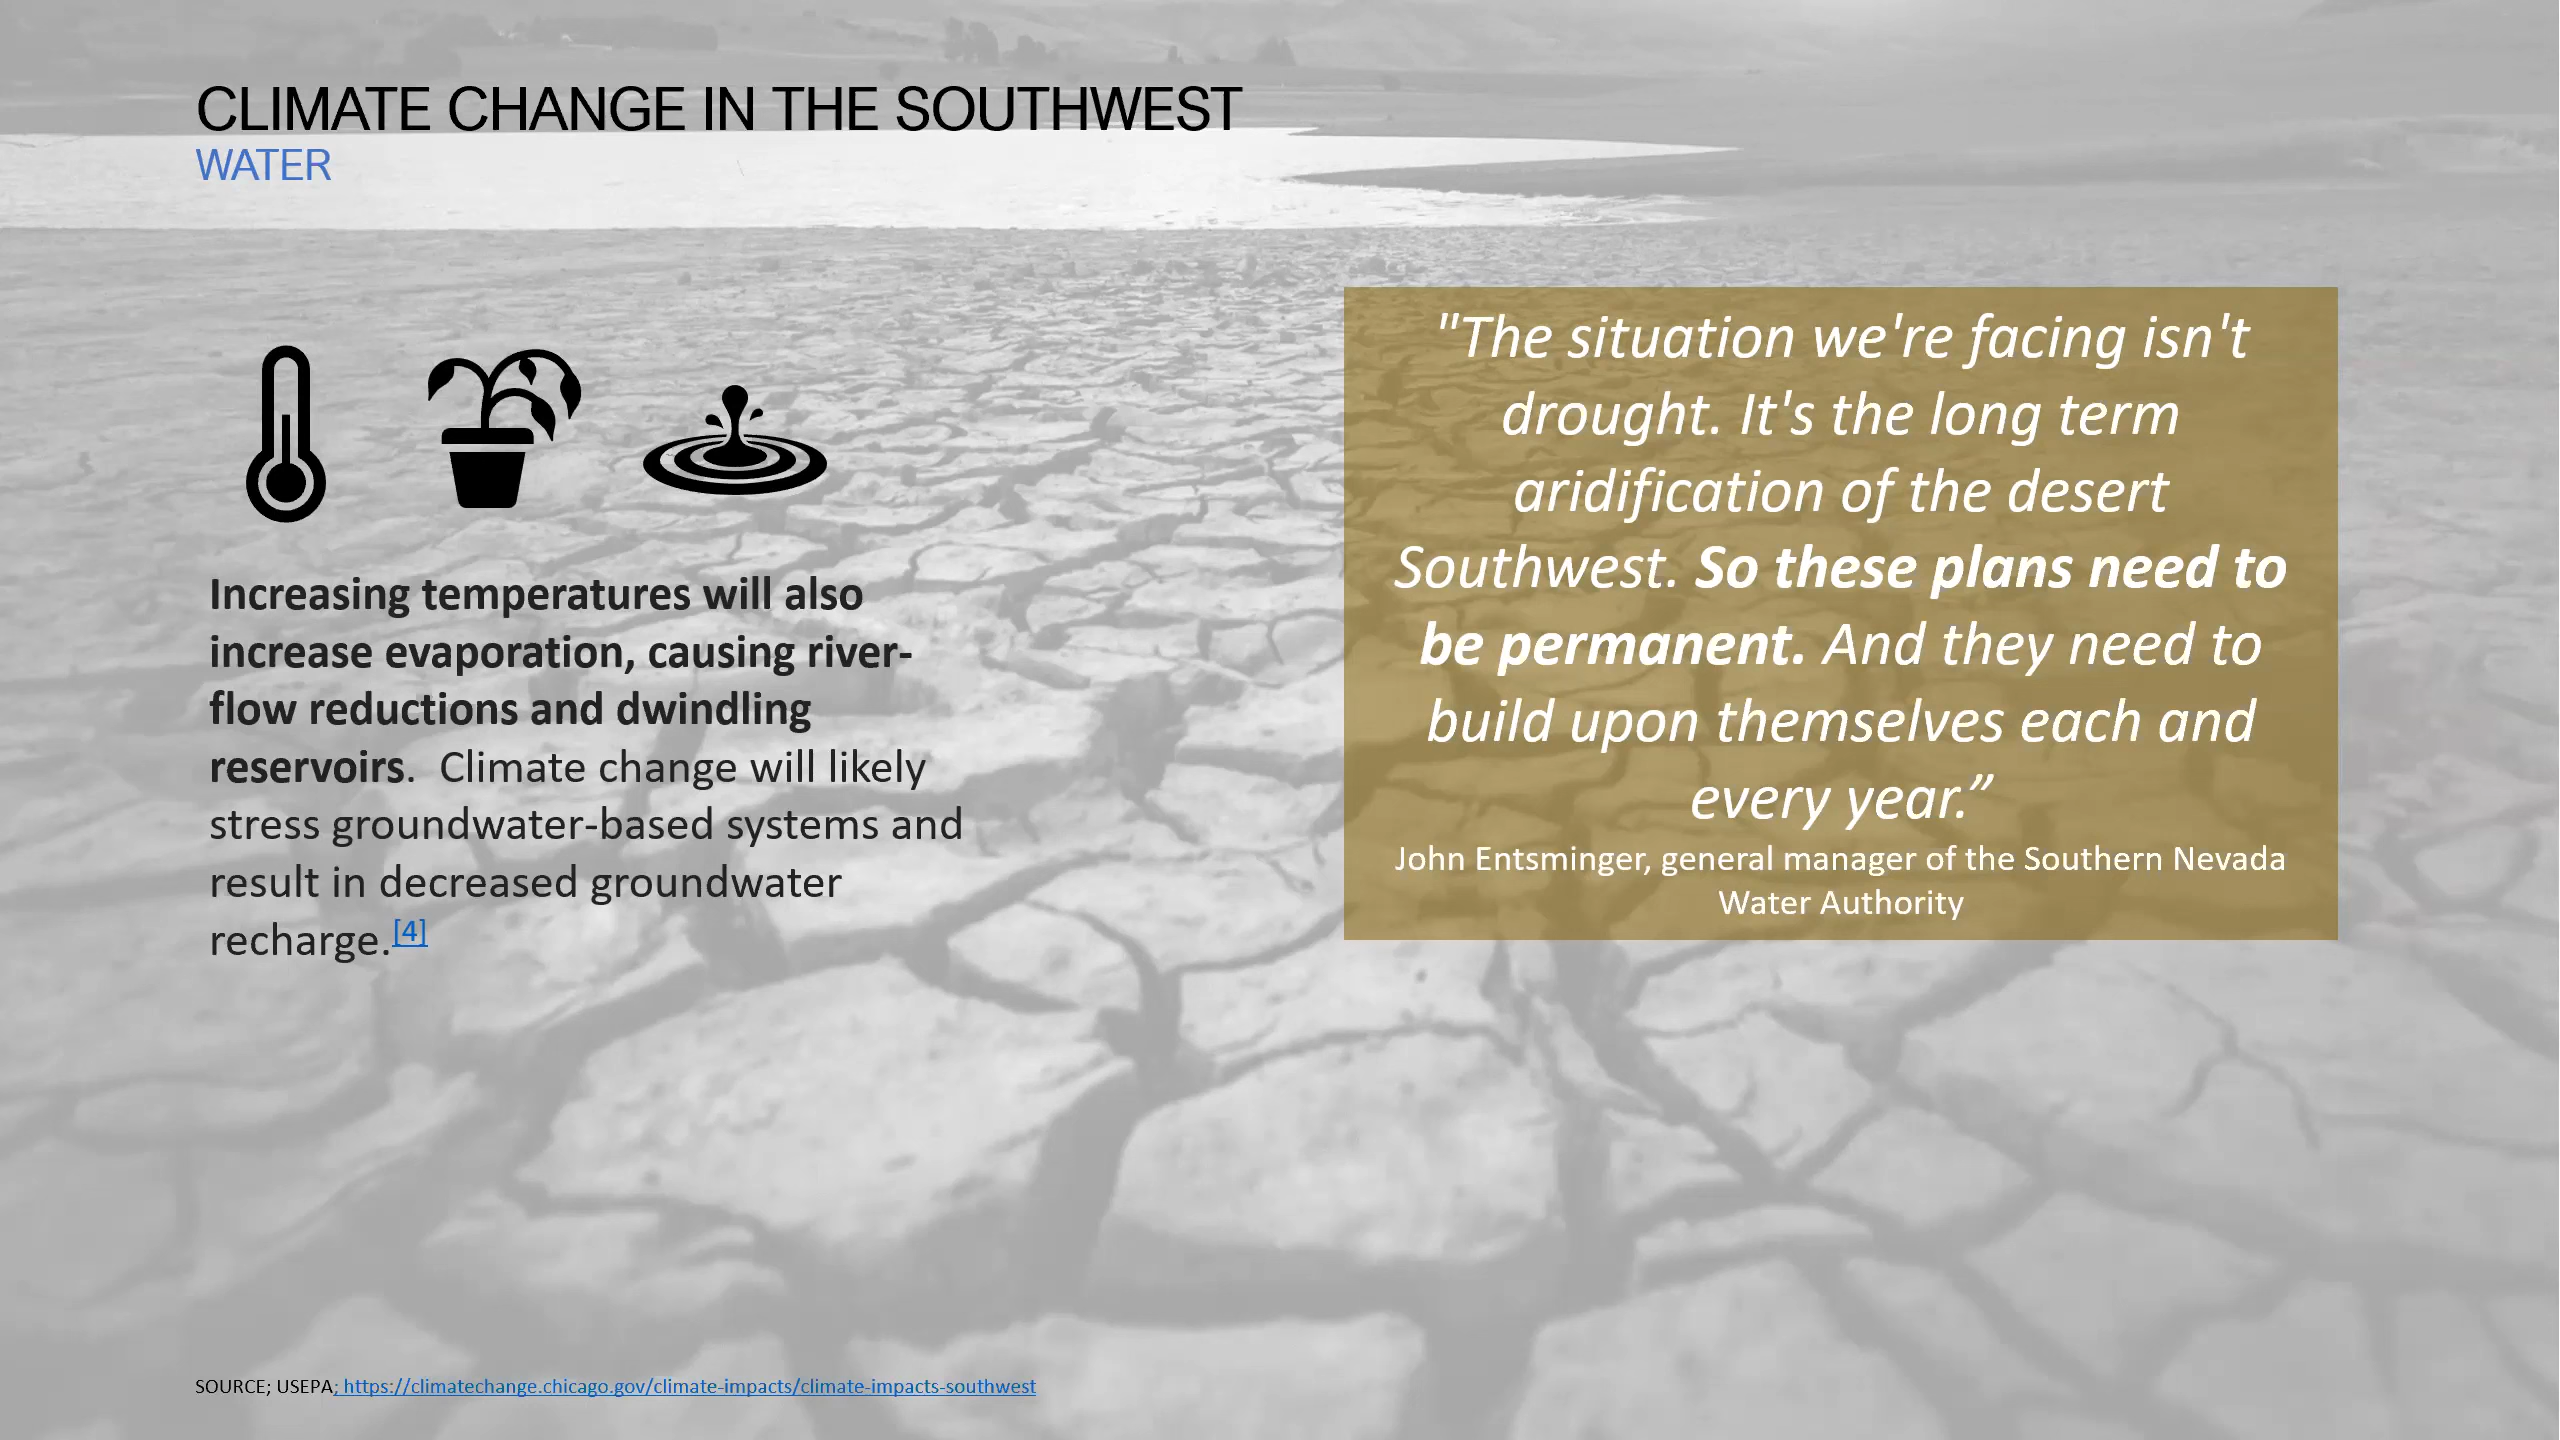 CLIMATE CHANGE IN THE SOUTHWEST
WATER
Increasing temperatures will also
increase evaporation, causing river-
flow reductions and dwindling
reservoirs.  Climate change will likely
stress groundwater-based systems and
result in decreased groundwater
recharge.[4]
"The situation we're facing isn't
drought. It's the long term
aridification of the desert
Southwest. So these plans need to
be permanent. And they need to
build upon themselves each and
every year.”
John Entsminger, general manager of the Southern Nevada
Water Authority
SOURCE; USEPA; https://climatechange.chicago.gov/climate-impacts/climate-impacts-southwest